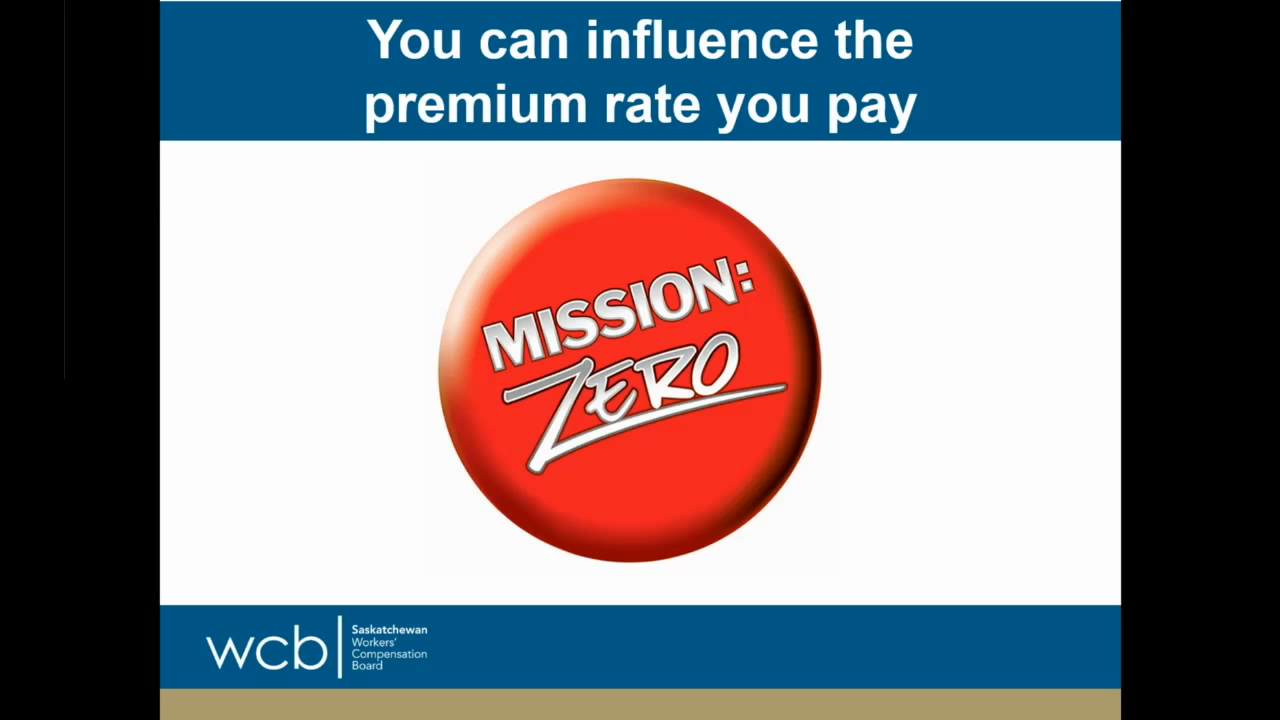 You can influence the
premium rate you pay
MISSION:
ZERO
wcb
Saskatchewan
Workers'
Compensation
Board